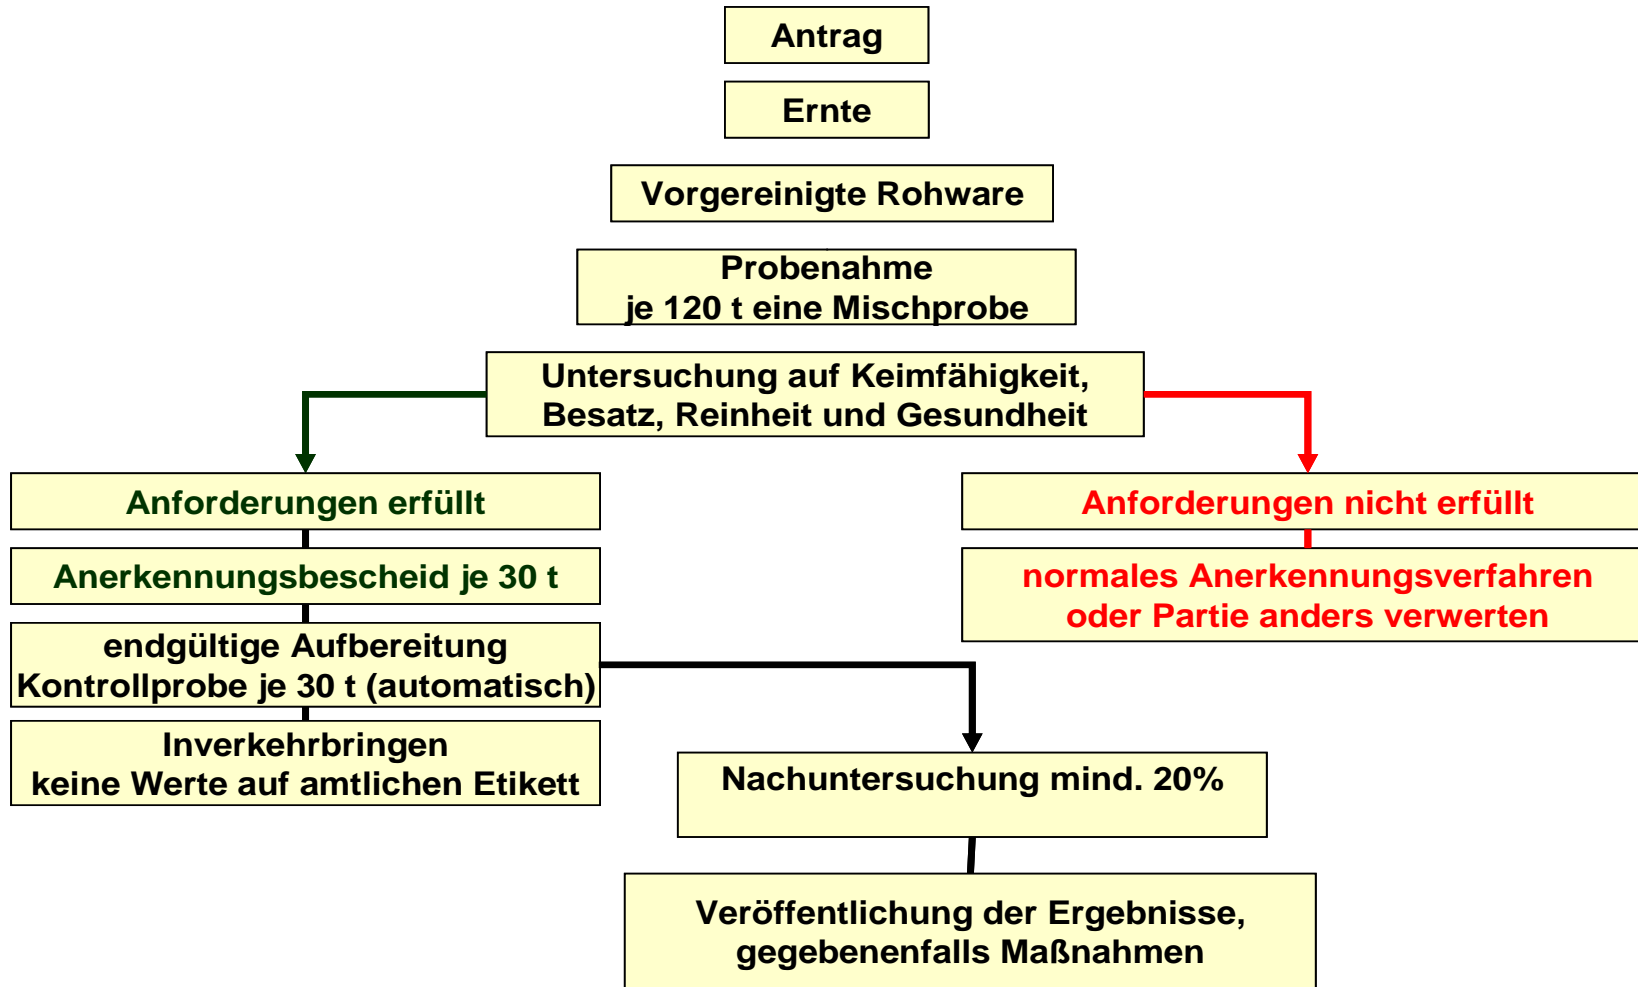 Antrag
Ernte
Vorgereinigte Rohware
Probenahme
je 120 t eine Mischprobe
Untersuchung auf Keimfähigkeit,
Besatz, Reinheit und Gesundheit
Anforderungen erfüllt
Anforderungen nicht erfüllt
Anerkennungsbescheid je 30 t
normales Anerkennungsverfahren
oder Partie anders verwerten
endgültige Aufbereitung
Kontrollprobe je 30 t (automatisch)
Inverkehrbringen
keine Werte auf amtlichen Etikett
Nachuntersuchung mind. 20%
Veröffentlichung der Ergebnisse,
gegebenenfalls Maßnahmen